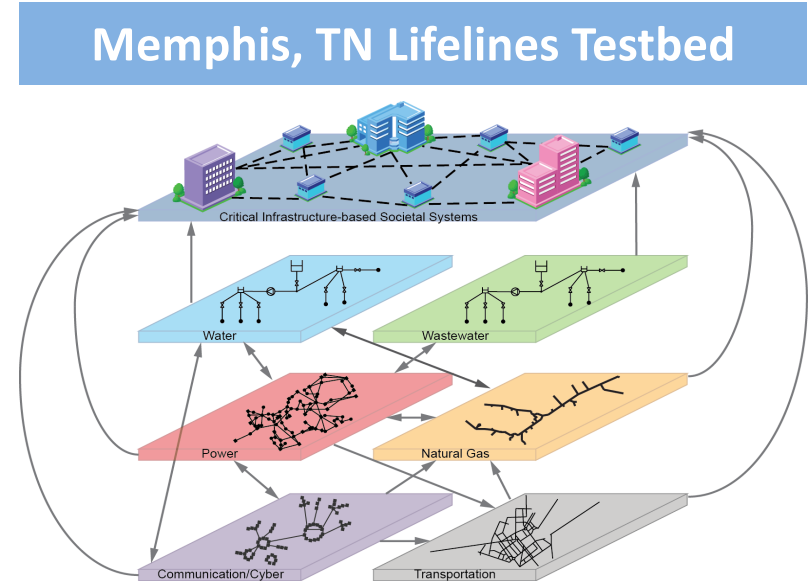 Memphis, TN Lifelines Testbed
Critical Infrastructure-based Societal Systems
Water
Wastewater
Power
Natural Gas
Communication/Cyber
Transportation